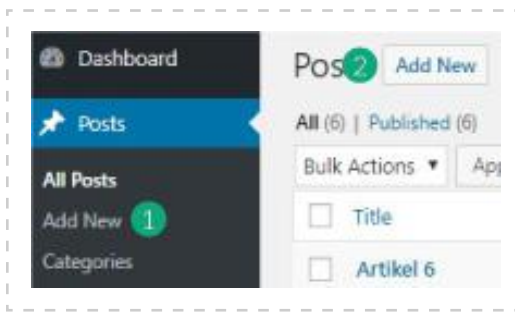 Dashboard
Posts
All Posts
Add New 1
Categories
Pos 2 Add New
All (6) | Published (6)
Bulk Actions
Title
Artikel 6